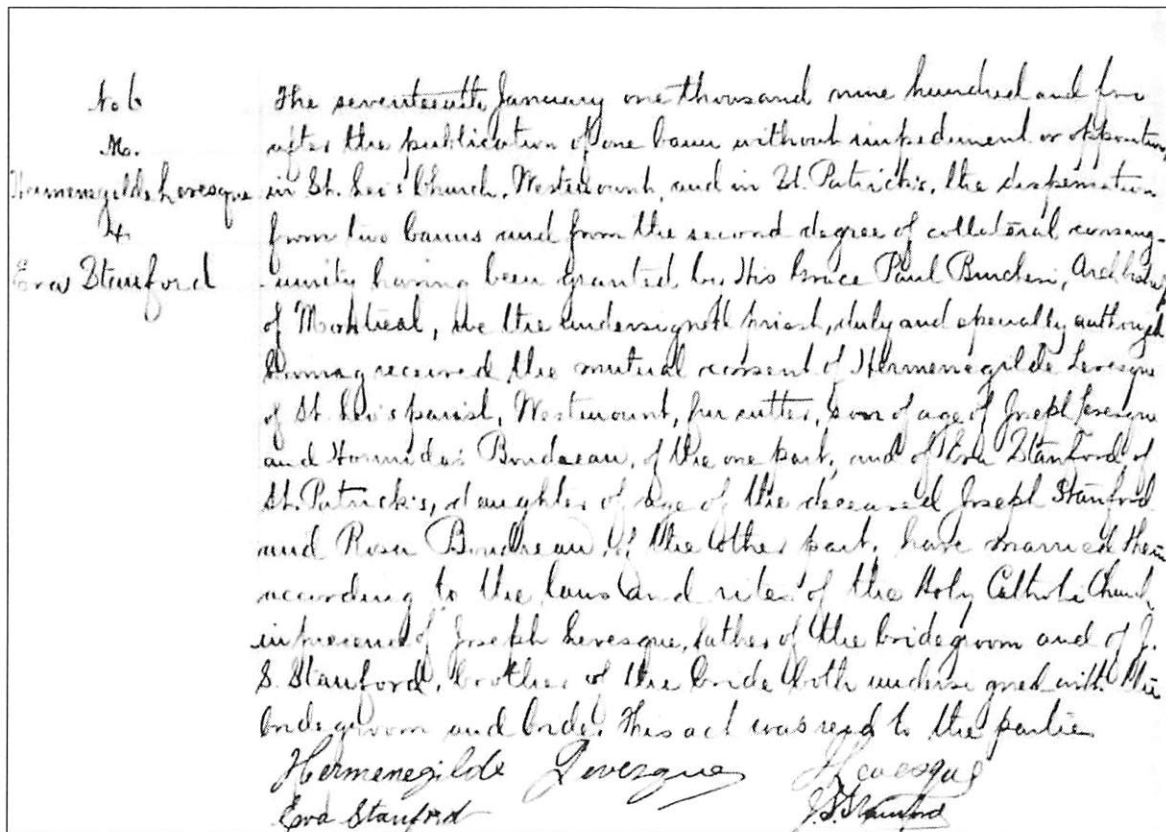 No 6
M.
Hermenegilde Levesque
&
Eva Stanford
The seventeenth January one thousand nine hundred and five
after the publication of one bann without impediment or opposition
in St. Leo's Church, Westmount, and in St. Patrick's, the dispensation
from two banns and from the second degree of collateral consang-
uinity having been granted by His Grace Paul Bruchesi, Archbishop
of Montreal, we the undersigned priest, duly and specially authorized
having received the mutual consent of Hermenegilde Levesque
of St. Leo's parish, Westmount, fur cutter, son of age of Joseph Levesque
and Hormidas Boudreau, of the one part, and of Eva Stanford of
St. Patrick's, daughter of age of the deceased Joseph Stanford
and Rosa Boudreau, of the other part, have married them
according to the laws and rites of the Holy Catholic Church,
in presence of Joseph Levesque, father of the bridegroom and of J.
S. Stanford, brother of the bride both undersigned with the
bridegroom and bride. This act was read to the parties
Hermenegilde Levesque J Levesque
Eva Stanford J.S. Stanford